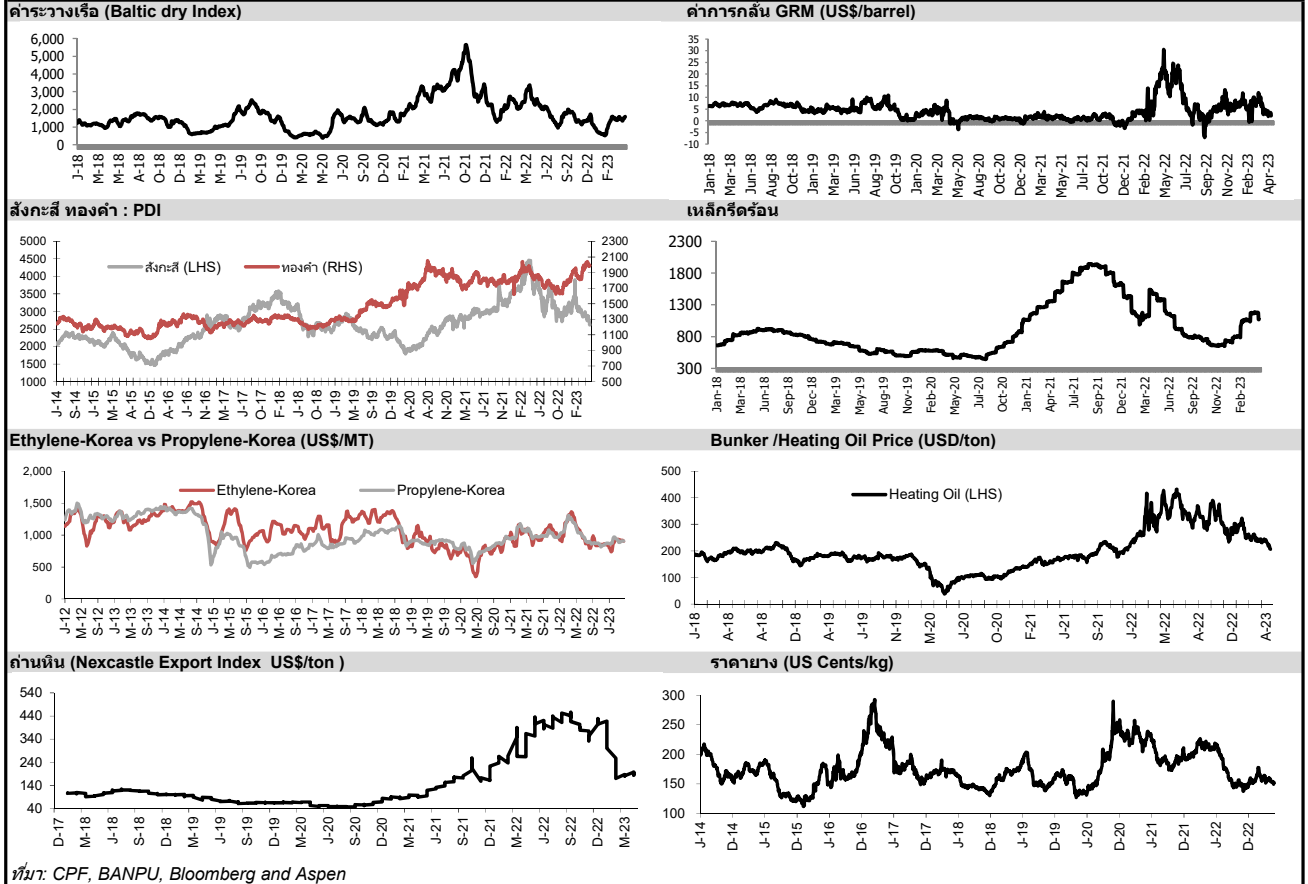 ค่าระวางเรือ (Baltic dry Index)
6,000
5,000
4,000
3,000
2,000
1,000
0
J-18 M-18 M-18 A-18 O-18 D-18 M-19 M-19 J-19 O-19 D-19 M-20 M-20 J-20 S-20 D-20 F-21 M-21 J-21 O-21 D-21 F-22 M-22 J-22 S-22 D-22 F-23
ค่าการกลั่น GRM (US$/barrel)
35
30
25
20
15
10
5
0
-5
-10
Jan-18 Mar-18 Jun-18 Aug-18 Oct-18 Jan-19 Apr-19 Jun-19 Aug-19 Oct-19 Jan-20 Mar-20 May-20 Aug-20 Oct-20 Dec-20 Mar-21 May-21 Jul-21 Oct-21 Dec-21 Feb-22 May-22 Jul-22 Sep-22 Nov-22 Feb-23 Apr-23
สังกะสี ทองคำ : PDI
5000
4500
4000
3500
3000
2500
2000
1500
1000
สังกะสี (LHS)
ทองคำ (RHS)
2300
2100
1900
1700
1500
1300
1100
900
700
500
J-14 S-14 J-15 M-15 D-15 A-16 J-16 N-16 M-17 J-17 O-17 F-18 J-18 O-18 J-19 M-19 S-19 D-19 A-20 A-20 O-20 M-21 J-21 N-21 F-22 J-22 O-22 F-23
เหล็กรีดร้อน
2300
1800
1300
800
300
Jan-18 Mar-18 Jun-18 Sep-18 Dec-18 Mar-19 May-19 Aug-19 Nov-19 Feb-20 May-20 Jul-20 Oct-20 Jan-21 Apr-21 Jul-21 Sep-21 Dec-21 Mar-22 Jun-22 Sep-22 Nov-22 Feb-23
Ethylene-Korea vs Propylene-Korea (US$/MT)
2,000
1,500
1,000
500
0
Ethylene-Korea
Propylene-Korea
J-12 M-12 S-12 J-13 M-13 S-13 J-14 M-14 S-14 J-15 M-15 S-15 J-16 M-16 S-16 J-17 M-17 S-17 J-18 M-18 S-18 J-19 M-19 S-19 J-20 M-20 S-20 J-21 M-21 S-21 J-22 M-22 S-22 J-23
Bunker /Heating Oil Price (USD/ton)
500
400
300
200
100
0
Heating Oil (LHS)
J-18 A-18 A-18 D-18 A-19 J-19 N-19 M-20 J-20 O-20 F-21 J-21 S-21 J-22 M-22 A-22 D-22 A-23
ถ่านหิน (Nexcastle Export Index  US$/ton )
540
440
340
240
140
40
D-17 M-18 J-18 S-18 D-18 M-19 J-19 S-19 D-19 M-20 J-20 S-20 D-20 M-21 J-21 S-21 D-21 M-22 J-22 S-22 D-22 M-23
ราคายาง (US Cents/kg)
300
250
200
150
100
J-14 D-14 J-15 D-15 J-16 D-16 J-17 D-17 J-18 D-18 J-19 D-19 J-20 D-20 J-21 D-21 J-22 D-22
ที่มา: CPF, BANPU, Bloomberg and Aspen